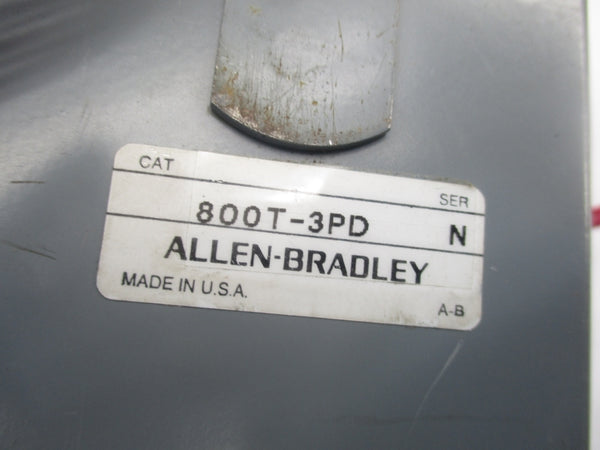 CAT
SER
800T-3PD N
ALLEN-BRADLEY
MADE IN U.S.A.
A-B